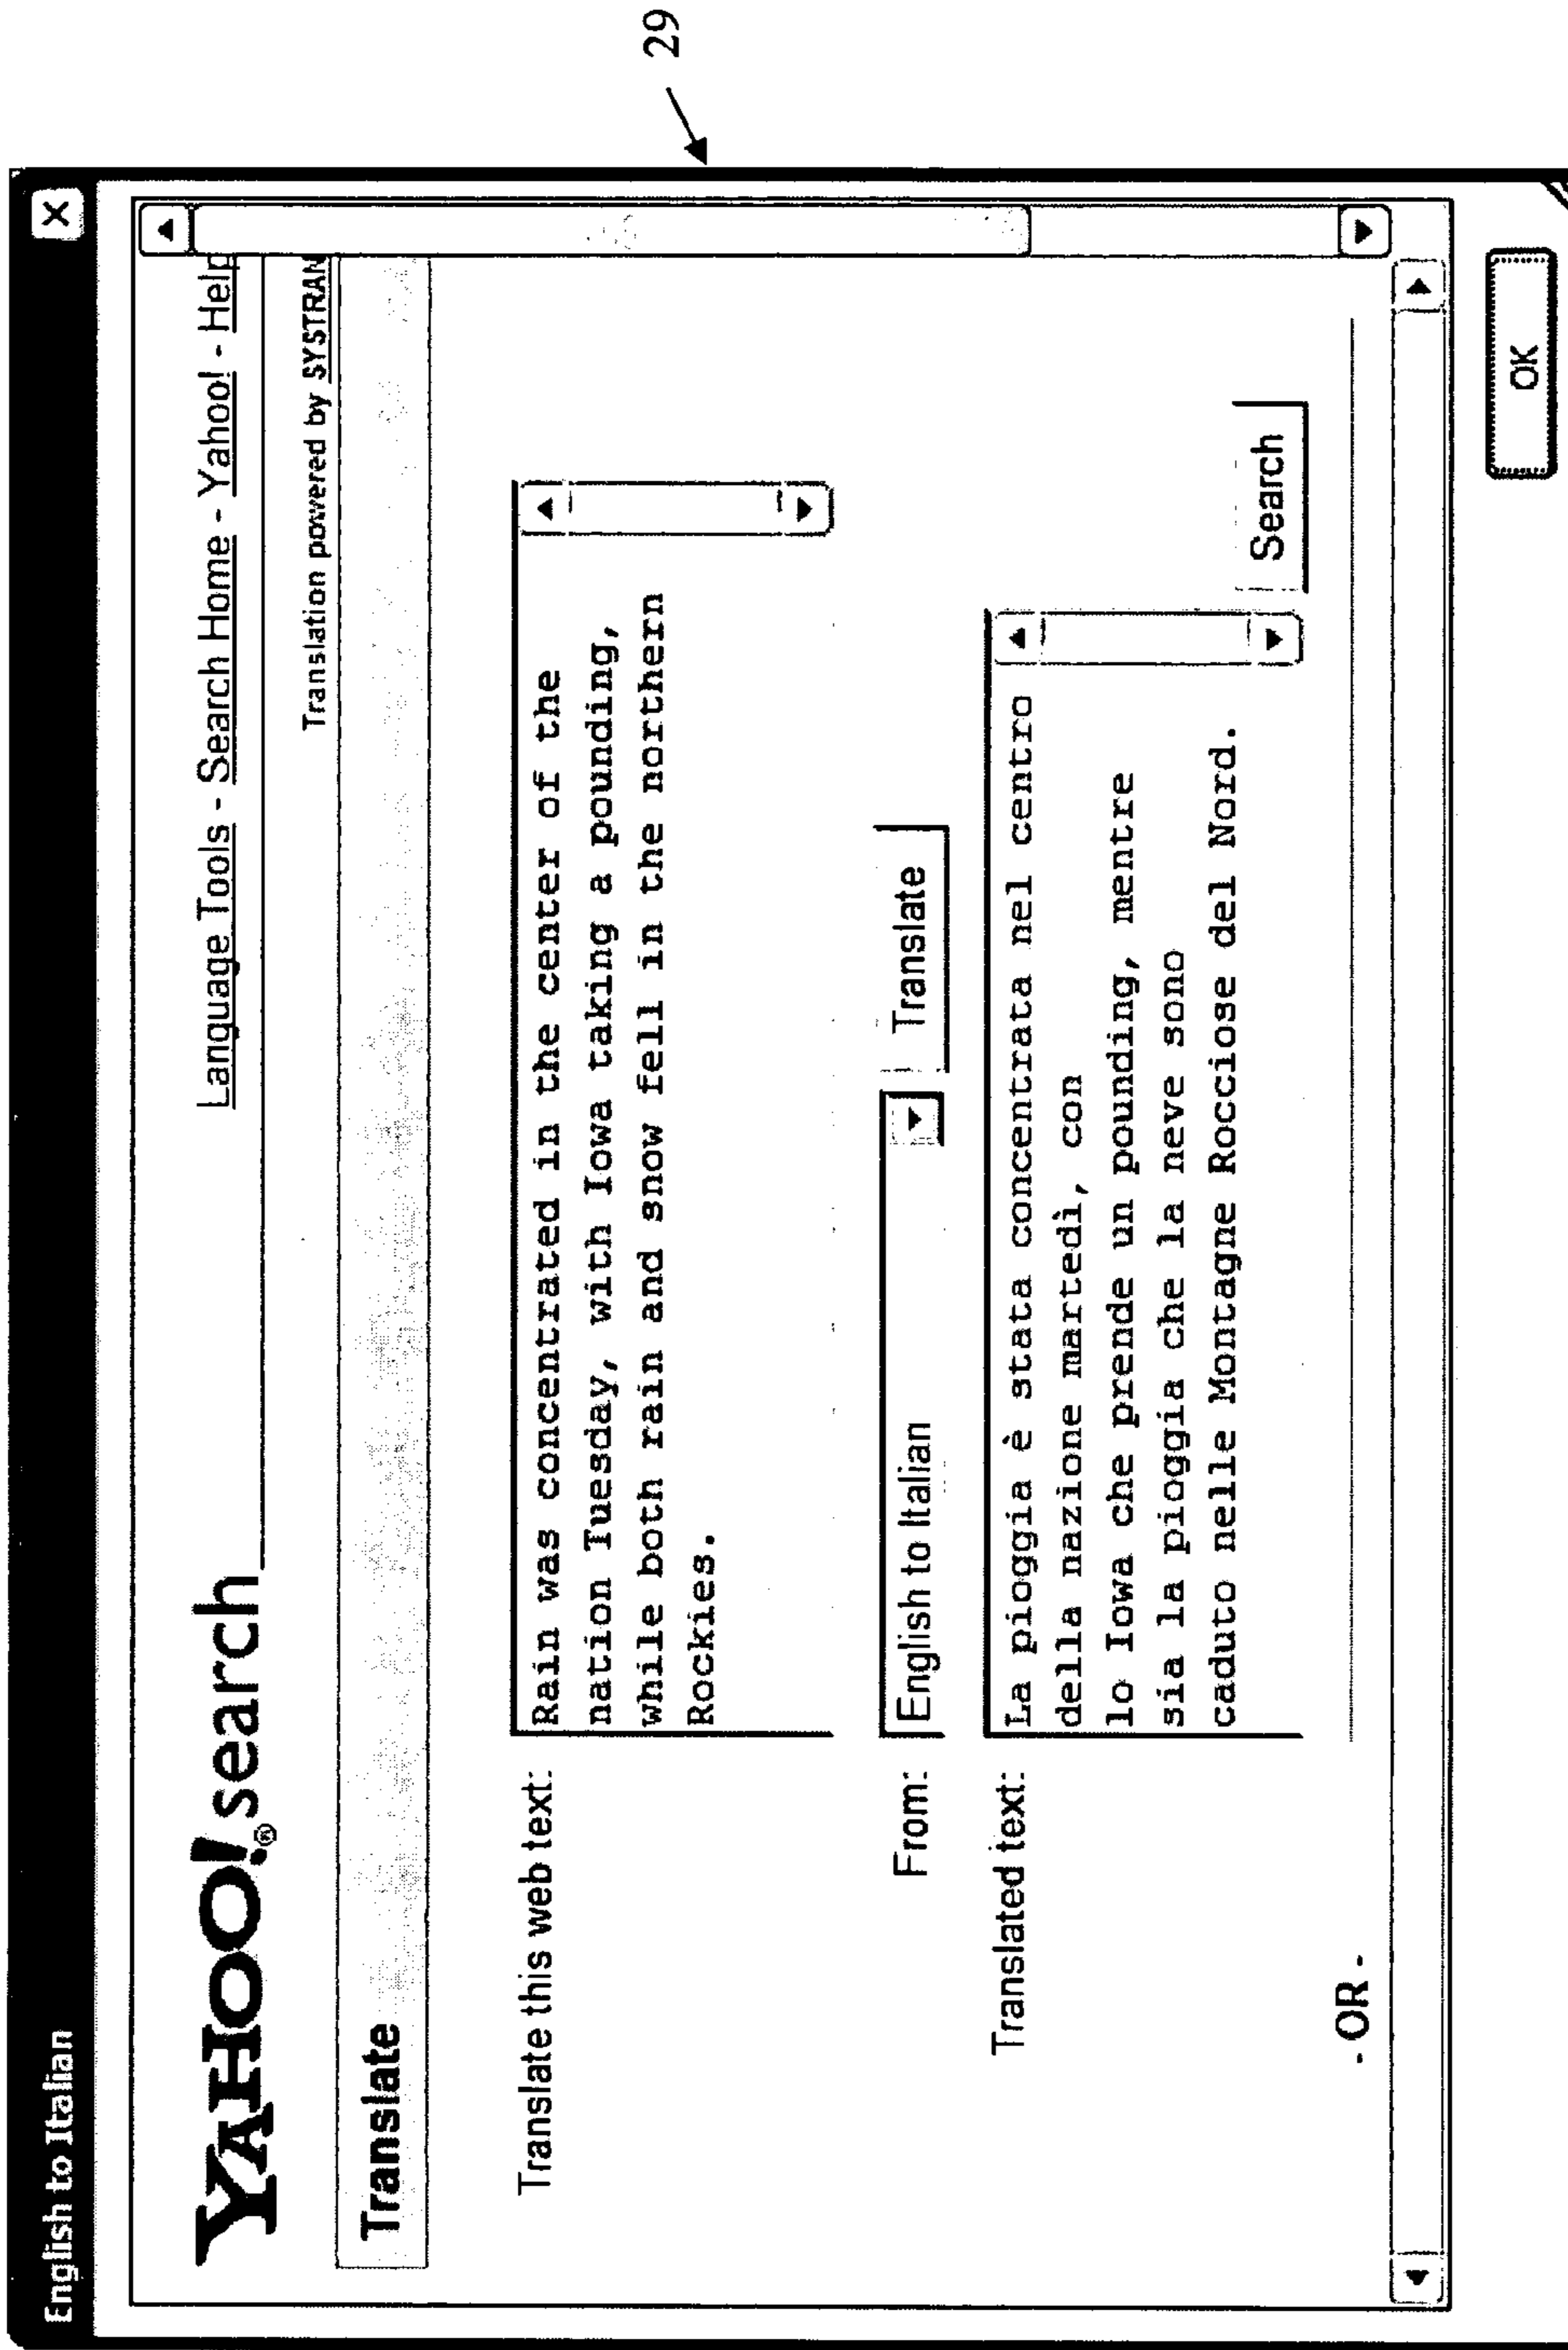 English to Italian
X
YAHOO!® search
Language Tools - Search Home - Yahoo! - Help
Translation powered by SYSTRAN
Translate
Translate this web text:
Rain was concentrated in the center of the
nation Tuesday, with Iowa taking a pounding,
while both rain and snow fell in the northern
Rockies.
From:
English to Italian
Translate
Translated text:
La pioggia è stata concentrata nel centro
della nazione martedì, con
lo Iowa che prende un pounding, mentre
sia la pioggia che la neve sono
caduto nelle Montagne Rocciose del Nord.
Search
- OR -
OK
29